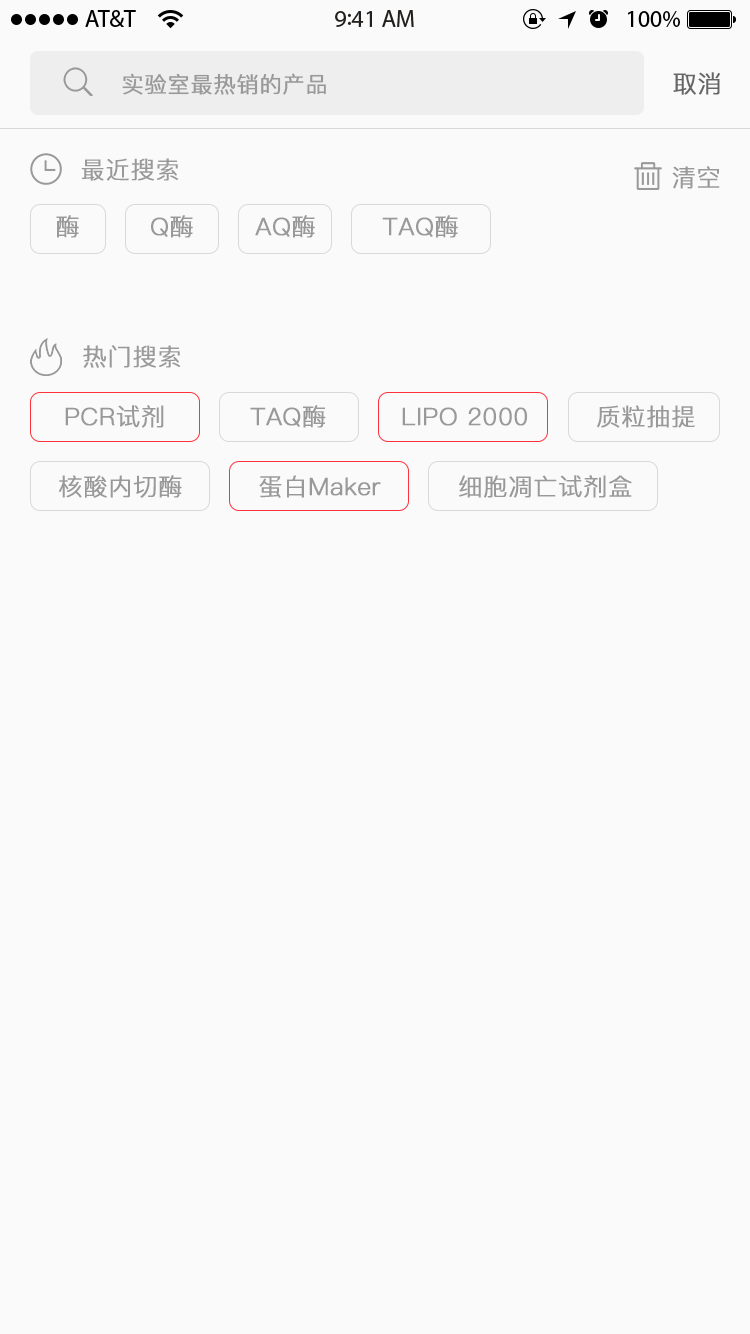 AT&T 9:41 AM 100%
实验室最热销的产品 取消
最近搜索 清空
酶 Q酶 AQ酶 TAQ酶
热门搜索
PCR试剂 TAQ酶 LIPO 2000 质粒抽提
核酸内切酶 蛋白Maker 细胞凋亡试剂盒